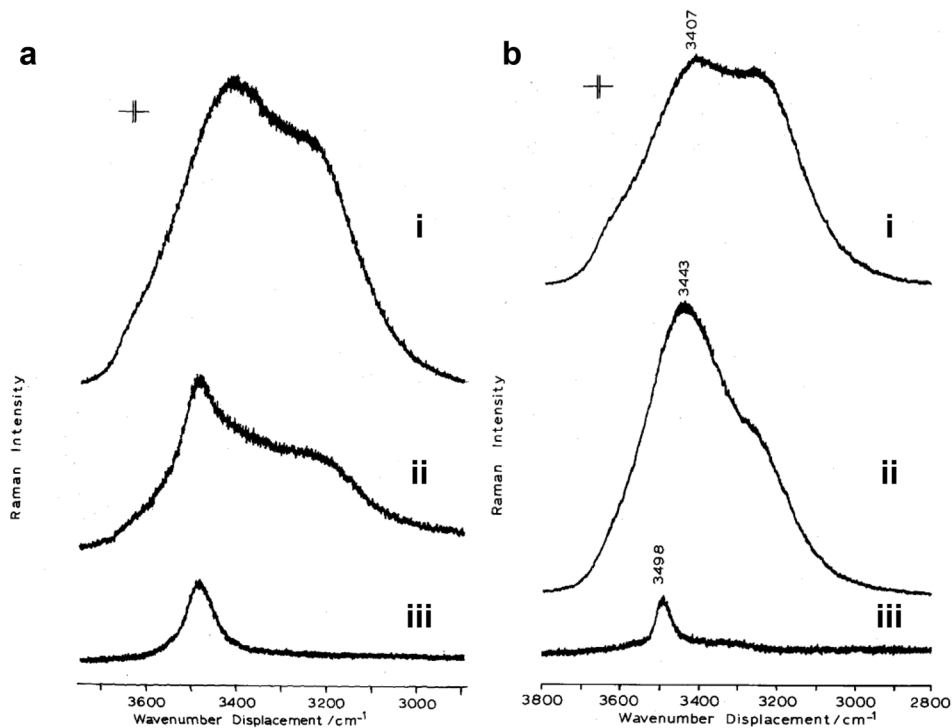 a
i
ii
iii
Raman Intensity
3600 3400 3200 3000
Wavenumber Displacement /cm⁻¹
b
3407
i
3443
ii
3498
iii
Raman Intensity
3800 3600 3400 3200 3000 2800
Wavenumber Displacement /cm⁻¹